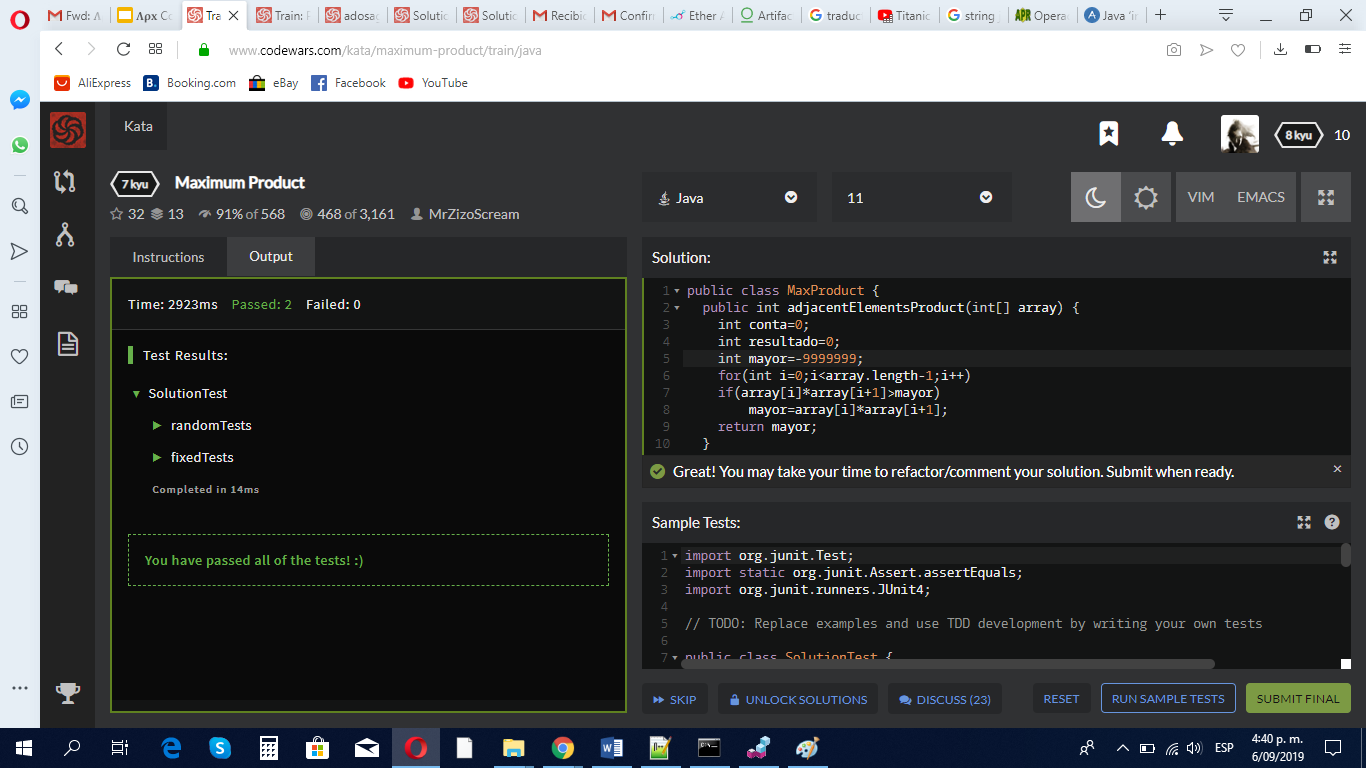 Fwd: A
Apx Co
Tra
Train: F
adosac
Solutic
Solutic
Recibic
Confirr
Ether A
Artifac
traduc
Titanic
string
Operac
Java 'ir
www.codewars.com/kata/maximum-product/train/java
AliExpress
Booking.com
eBay
Facebook
YouTube
Kata
8 kyu
10
7 kyu
Maximum Product
32 13 91% of 568 468 of 3,161 MrZizoScream
Java
11
VIM
EMACS
Instructions
Output
Time: 2923ms Passed: 2 Failed: 0
Test Results:
SolutionTest
randomTests
fixedTests
Completed in 14ms
You have passed all of the tests! :)
Solution:
1 public class MaxProduct {
2 public int adjacentElementsProduct(int[] array) {
3 int conta=0;
4 int resultado=0;
5 int mayor=-9999999;
6 for(int i=0;i<array.length-1;i++)
7 if(array[i]*array[i+1]>mayor)
8 mayor=array[i]*array[i+1];
9 return mayor;
10 }
Great! You may take your time to refactor/comment your solution. Submit when ready.
Sample Tests:
1 import org.junit.Test;
2 import static org.junit.Assert.assertEquals;
3 import org.junit.runners.JUnit4;
4
5 // TODO: Replace examples and use TDD development by writing your own tests
6
7 public class SolutionTest {
SKIP
UNLOCK SOLUTIONS
DISCUSS (23)
RESET
RUN SAMPLE TESTS
SUBMIT FINAL
ESP
4:40 p. m.
6/09/2019